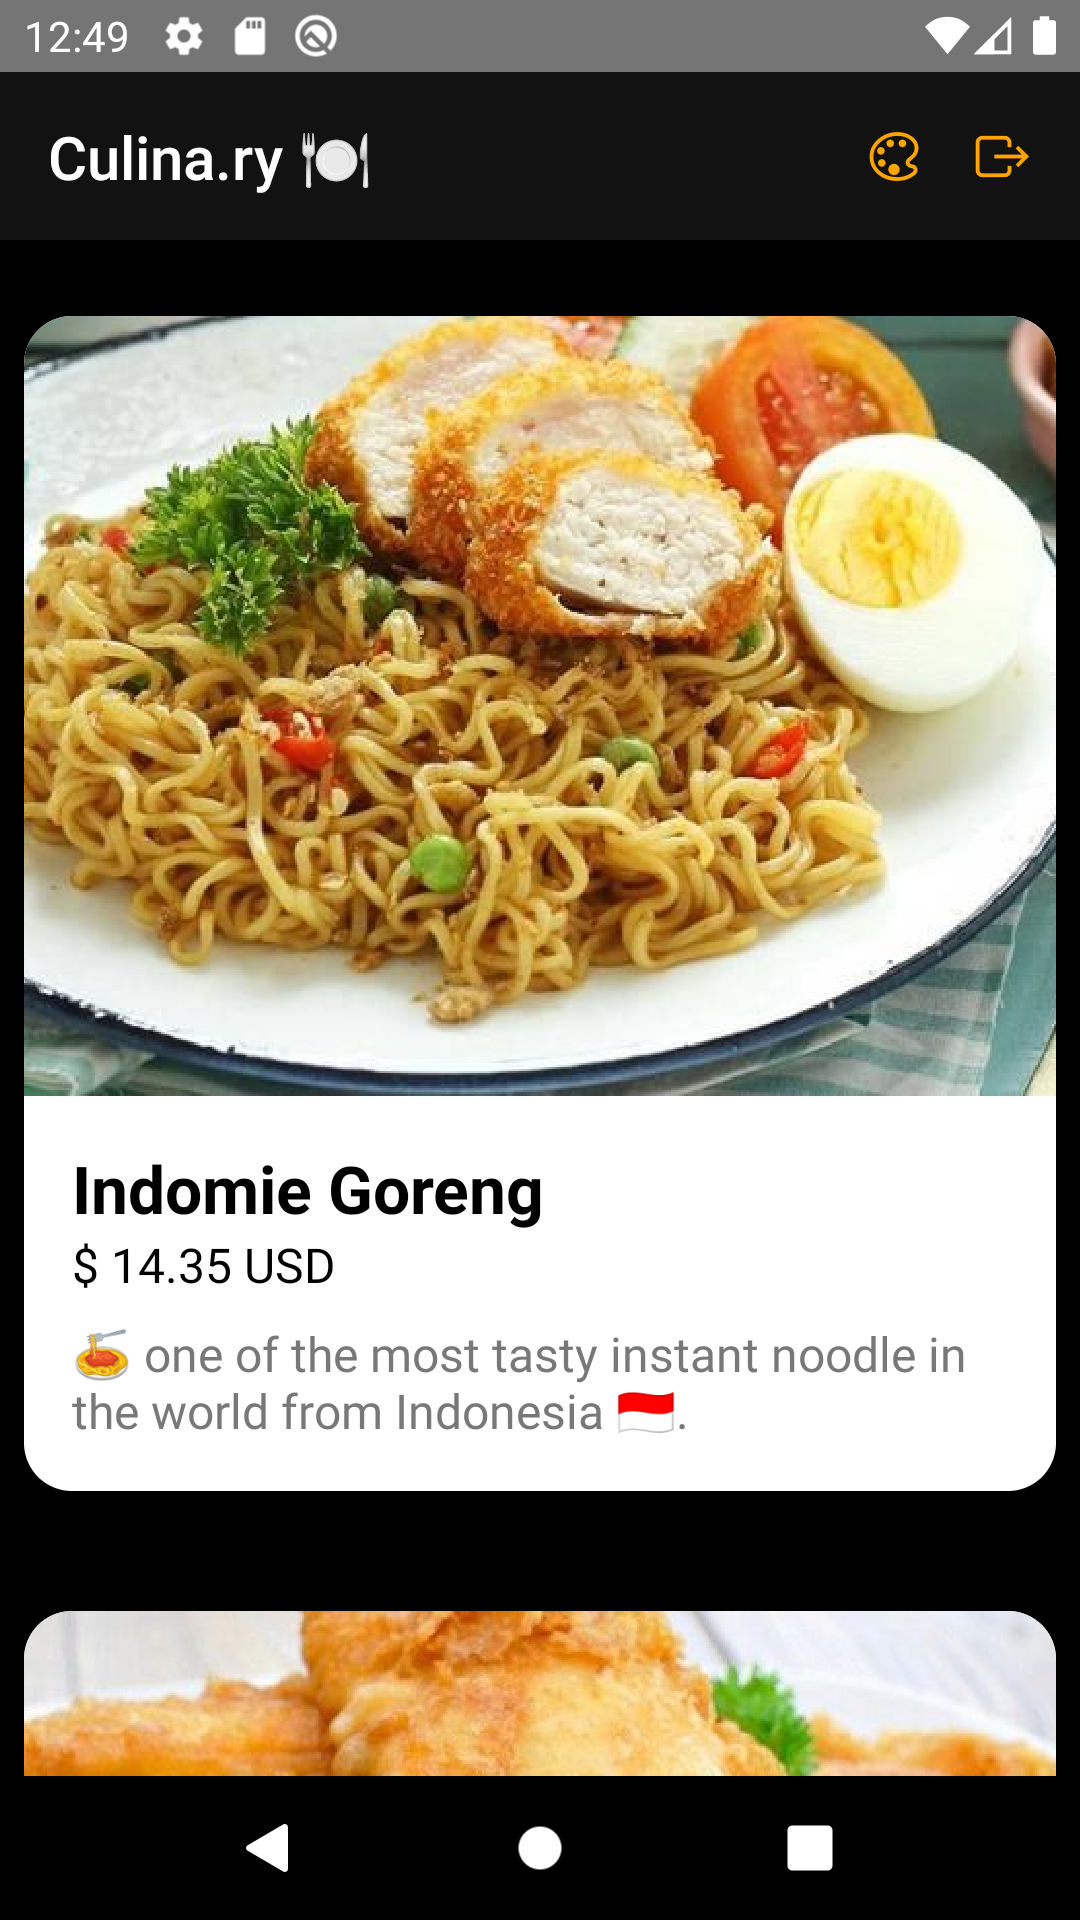 12:49
Culina.ry 🍽️
Indomie Goreng
$ 14.35 USD
🍝 one of the most tasty instant noodle in
the world from Indonesia 🇮🇩.